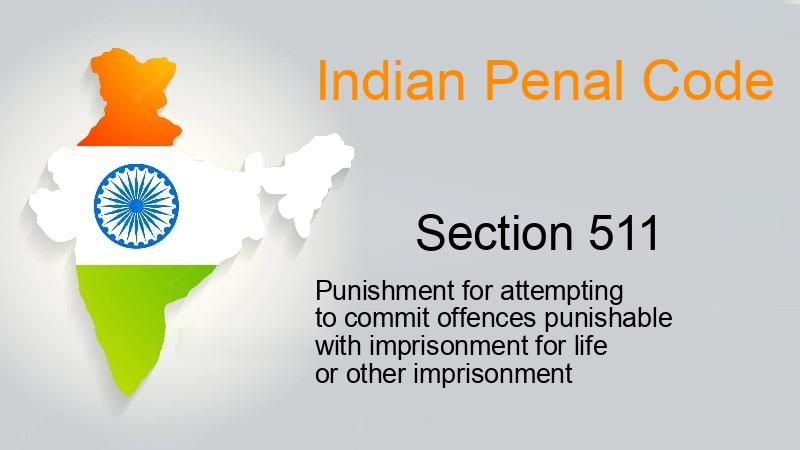 Indian Penal Code
Section 511
Punishment for attempting
to commit offences punishable
with imprisonment for life
or other imprisonment